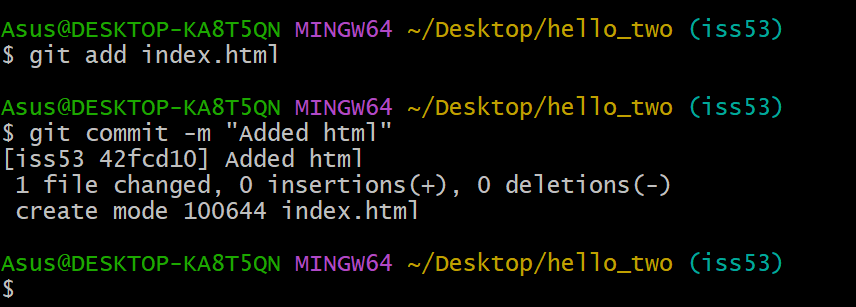 Asus@DESKTOP-KA8T5QN MINGW64 ~/Desktop/hello_two (iss53)
$ git add index.html
Asus@DESKTOP-KA8T5QN MINGW64 ~/Desktop/hello_two (iss53)
$ git commit -m "Added html"
[iss53 42fcd10] Added html
 1 file changed, 0 insertions(+), 0 deletions(-)
 create mode 100644 index.html
Asus@DESKTOP-KA8T5QN MINGW64 ~/Desktop/hello_two (iss53)
$